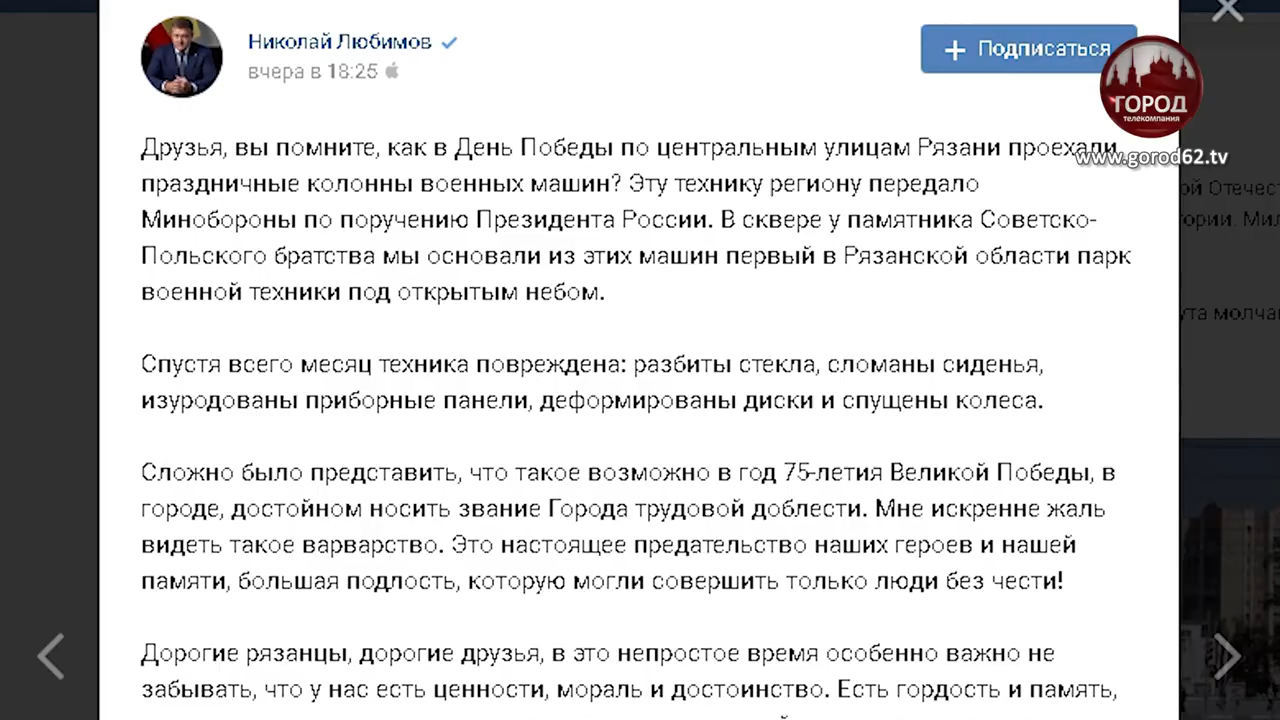 Николай Любимов
вчера в 18:25
+ Подписаться
ГОРОД
телекомпания
www.gorod62.tv
Друзья, вы помните, как в День Победы по центральным улицам Рязани проехали
праздничные колонны военных машин? Эту технику региону передало
Минобороны по поручению Президента России. В сквере у памятника Советско-
Польского братства мы основали из этих машин первый в Рязанской области парк
военной техники под открытым небом.
Спустя всего месяц техника повреждена: разбиты стекла, сломаны сиденья,
изуродованы приборные панели, деформированы диски и спущены колеса.
Сложно было представить, что такое возможно в год 75-летия Великой Победы, в
городе, достойном носить звание Города трудовой доблести. Мне искренне жаль
видеть такое варварство. Это настоящее предательство наших героев и нашей
памяти, большая подлость, которую могли совершить только люди без чести!
Дорогие рязанцы, дорогие друзья, в это непростое время особенно важно не
забывать, что у нас есть ценности, мораль и достоинство. Есть гордость и память,